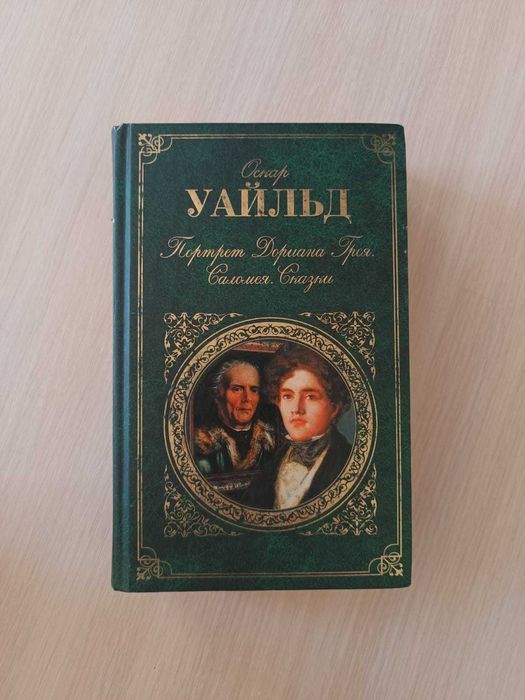 Оскар
УАЙЛЬД
Портрет Дориана Грея.
Саломея. Сказки